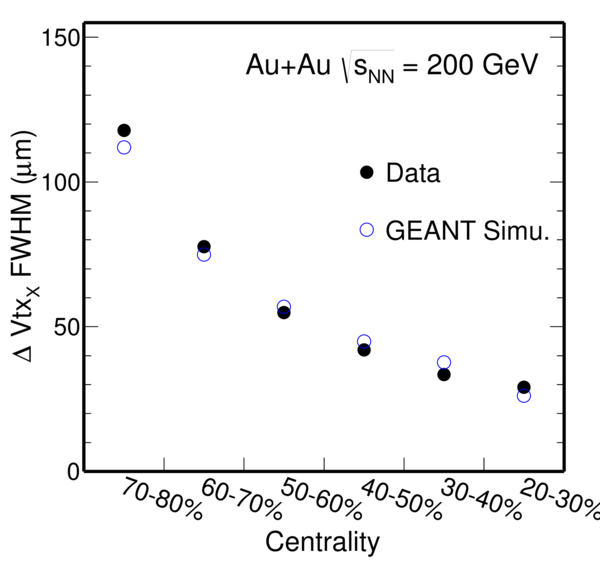 Au+Au √sNN = 200 GeV
Data
GEANT Simu.
Δ VtxX FWHM (μm)
150
100
50
0
70-80% 60-70% 50-60% 40-50% 30-40% 20-30%
Centrality